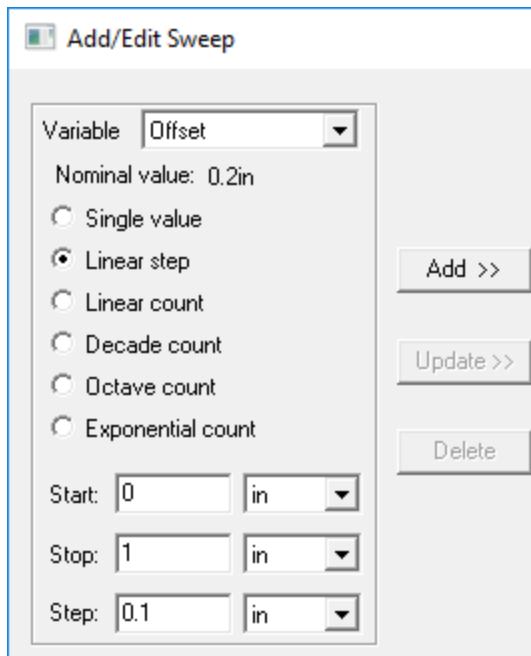 Add/Edit Sweep
Variable Offset
Nominal value: 0.2in
Single value
Linear step
Add >>
Linear count
Decade count
Update >>
Octave count
Exponential count
Delete
Start: 0 in
Stop: 1 in
Step: 0.1 in